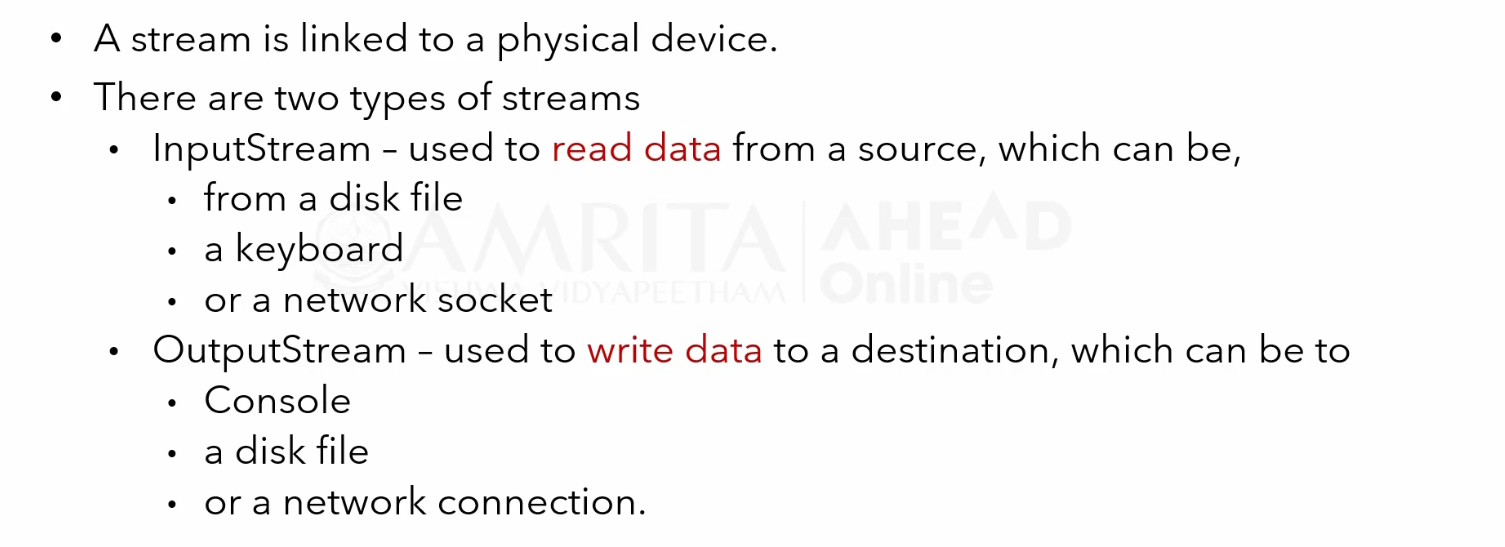 • A stream is linked to a physical device.
• There are two types of streams
• InputStream – used to read data from a source, which can be,
• from a disk file
• a keyboard
• or a network socket
• OutputStream – used to write data to a destination, which can be to
• Console
• a disk file
• or a network connection.
AMRITA
VISHWA VIDYAPEETHAM
AHEAD
Online